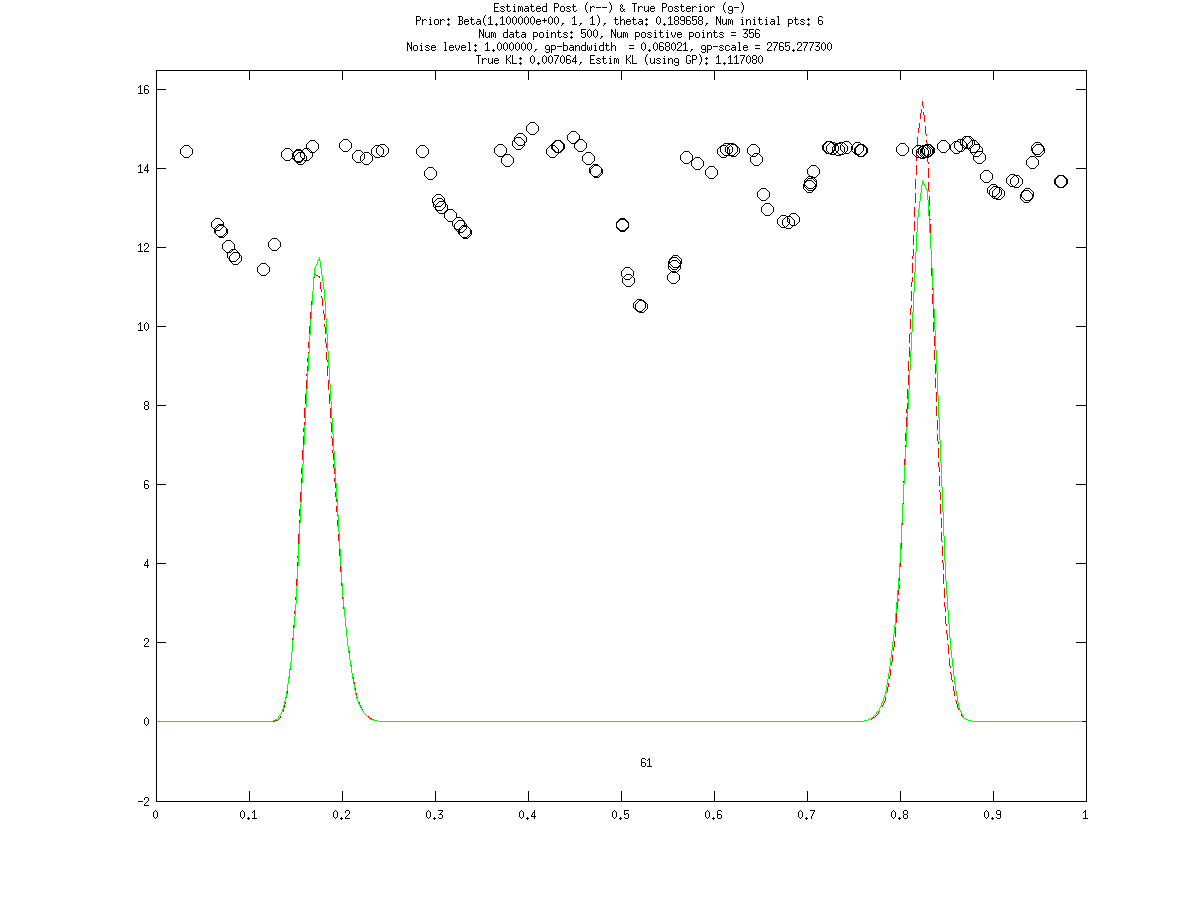 Estimated Post (r--) & True Posterior (g-)
Prior: Beta(1.100000e+00, 1, 1), theta: 0.189658, Num initial pts: 6
Num data points: 500, Num positive points = 356
Noise level: 1.000000, gp-bandwidth  = 0.068021, gp-scale = 2765.277300
True KL: 0.007064, Estim KL (using GP): 1.117080
16
14
12
10
8
6
4
2
0
61
-2
0 0.1 0.2 0.3 0.4 0.5 0.6 0.7 0.8 0.9 1